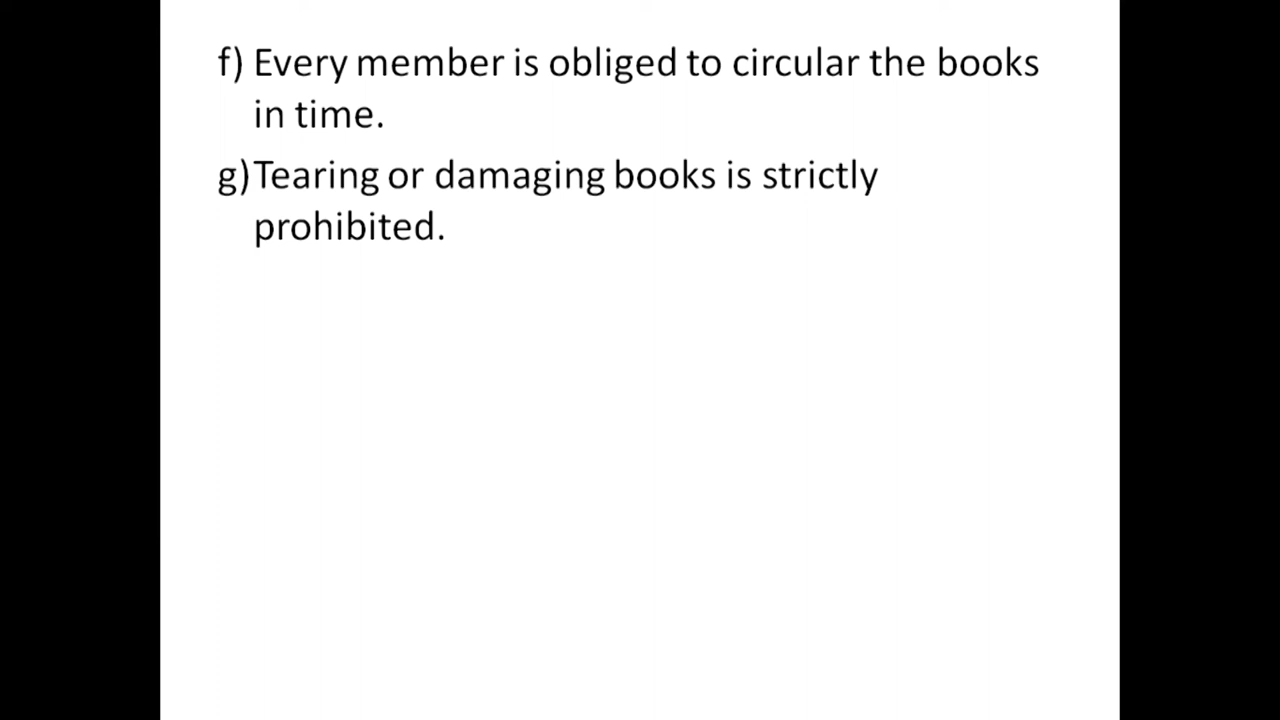 f) Every member is obliged to circular the books
in time.
g)Tearing or damaging books is strictly
prohibited.